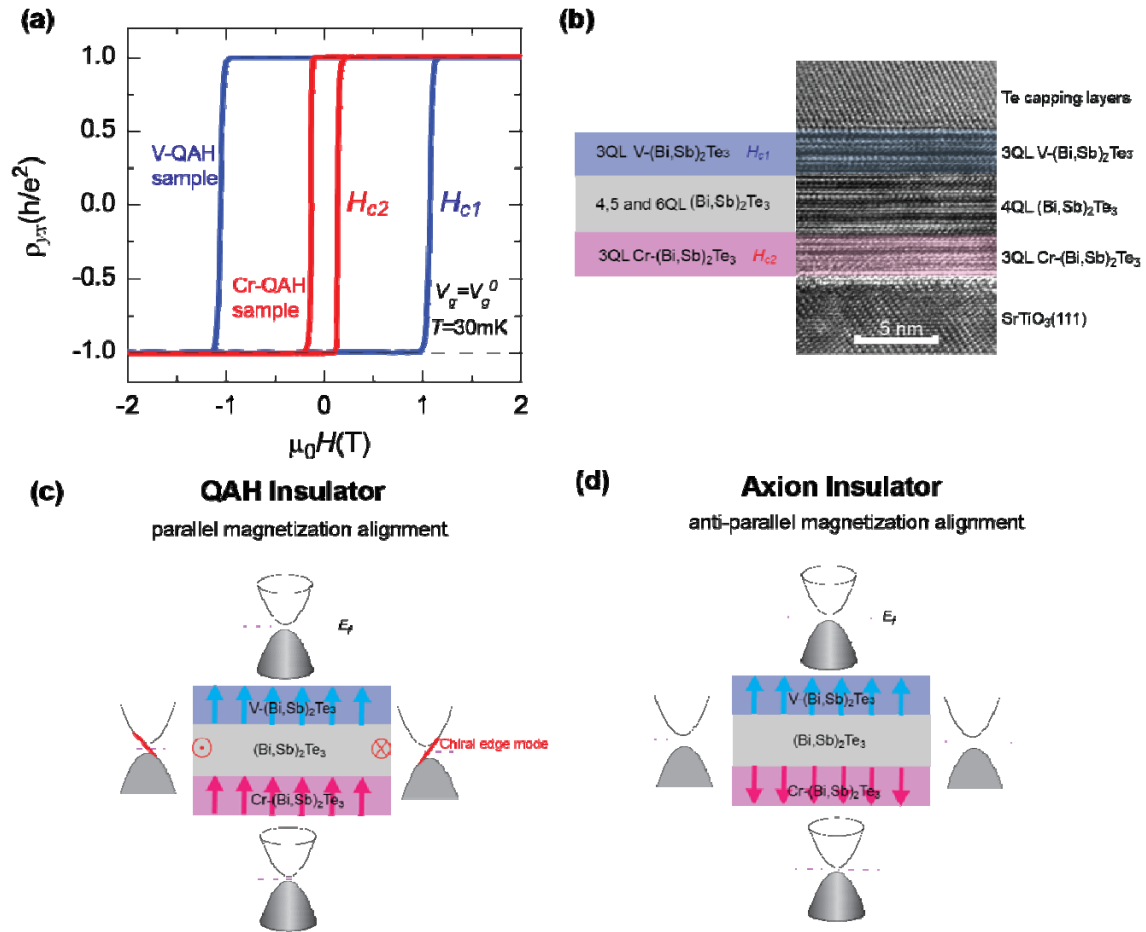 (a)
1.0
0.5
0.0
-0.5
-1.0
ρyx(h/e²)
V-QAH
sample
Hc2
Hc1
Cr-QAH
sample
Vg=Vg⁰
T=30mK
-2
-1
0
1
2
μ₀H(T)
(b)
3QL V-(Bi,Sb)₂Te₃ Hc1
4,5 and 6QL (Bi,Sb)₂Te₃
3QL Cr-(Bi,Sb)₂Te₃ Hc2
Te capping layers
3QL V-(Bi,Sb)₂Te₃
4QL (Bi,Sb)₂Te₃
3QL Cr-(Bi,Sb)₂Te₃
SrTiO₃(111)
5 nm
(c)
QAH Insulator
parallel magnetization alignment
Ef
V-(Bi,Sb)₂Te₃
(Bi,Sb)₂Te₃
Chiral edge mode
Cr-(Bi,Sb)₂Te₃
(d)
Axion Insulator
anti-parallel magnetization alignment
Ef
V-(Bi,Sb)₂Te₃
(Bi,Sb)₂Te₃
Cr-(Bi,Sb)₂Te₃